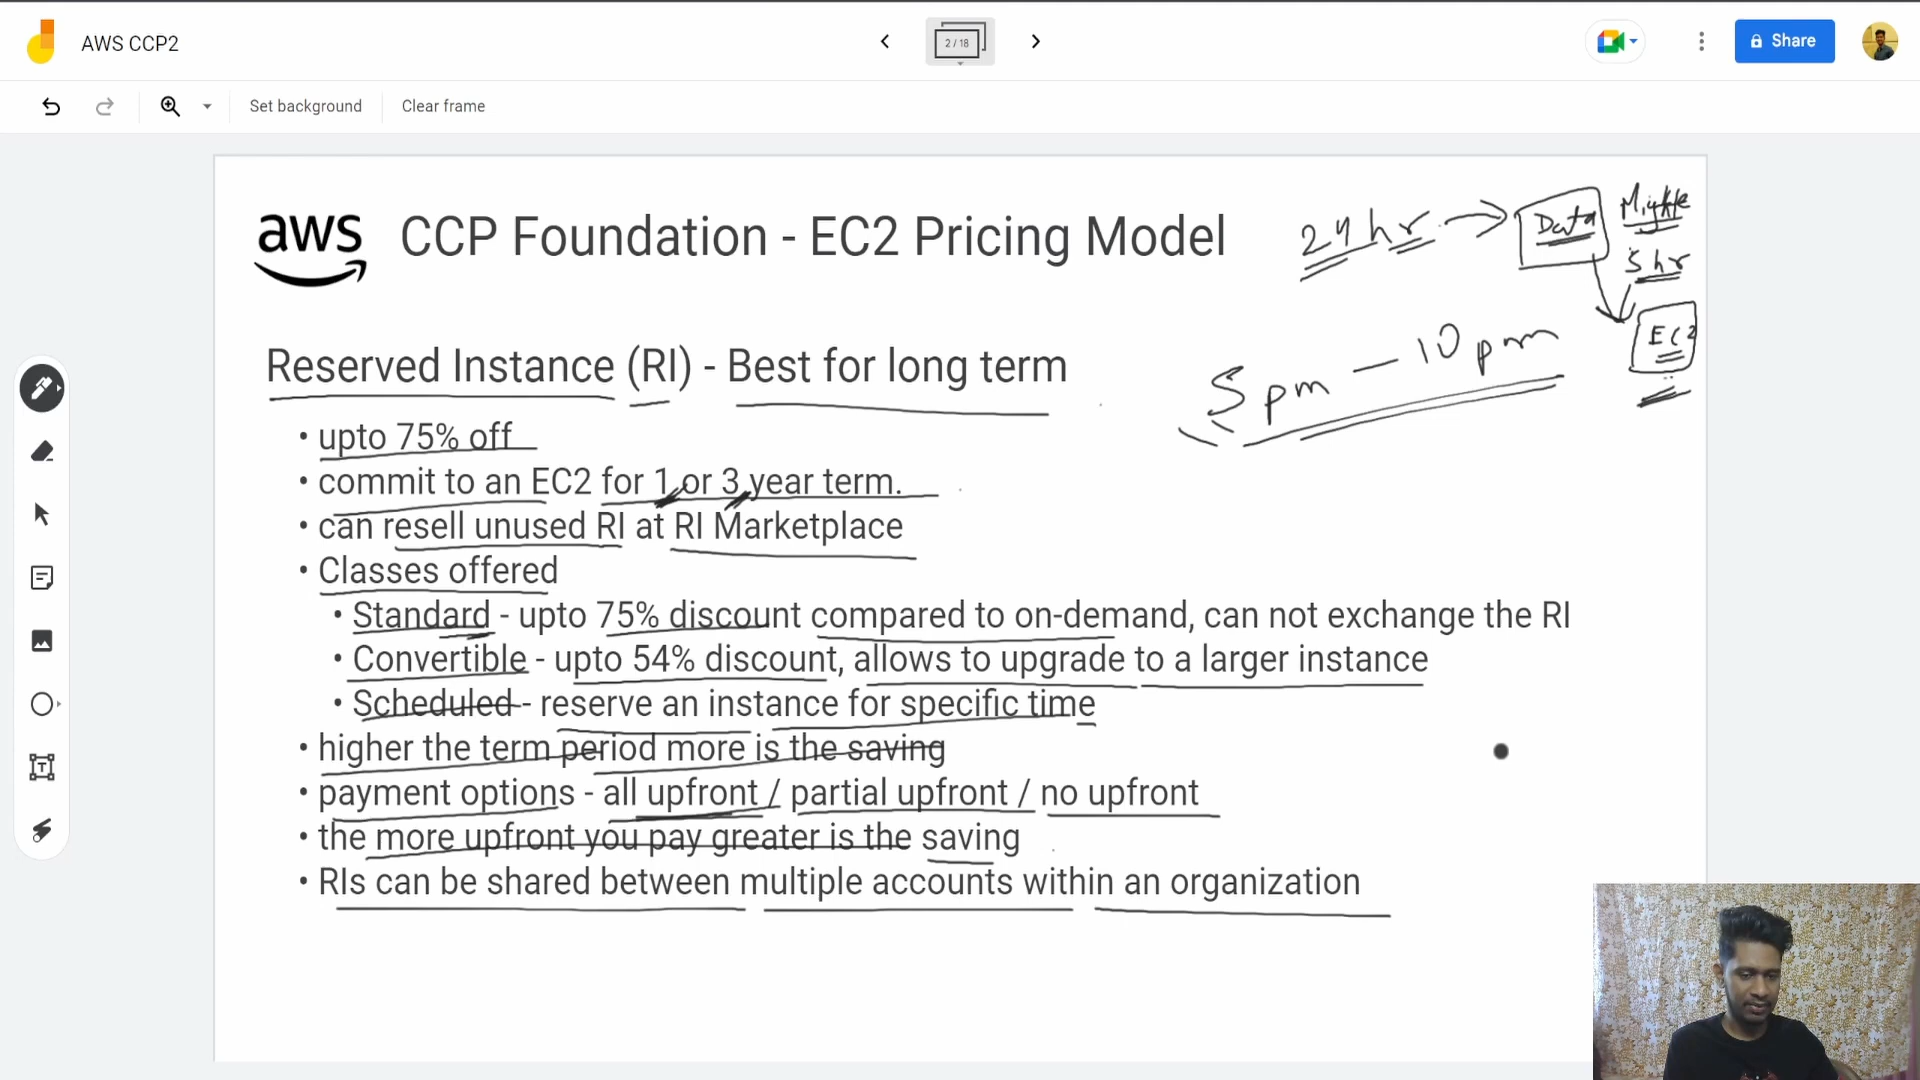 AWS CCP2
2 / 18
Share
Set background
Clear frame
aws CCP Foundation - EC2 Pricing Model
24 hr
Data
5 hr
EC2
5 pm - 10 pm
Reserved Instance (RI) - Best for long term
• upto 75% off
• commit to an EC2 for 1 or 3 year term.
• can resell unused RI at RI Marketplace
• Classes offered
• Standard - upto 75% discount compared to on-demand, can not exchange the RI
• Convertible - upto 54% discount, allows to upgrade to a larger instance
• Scheduled - reserve an instance for specific time
• higher the term period more is the saving
• payment options - all upfront / partial upfront / no upfront
• the more upfront you pay greater is the saving
• RIs can be shared between multiple accounts within an organization